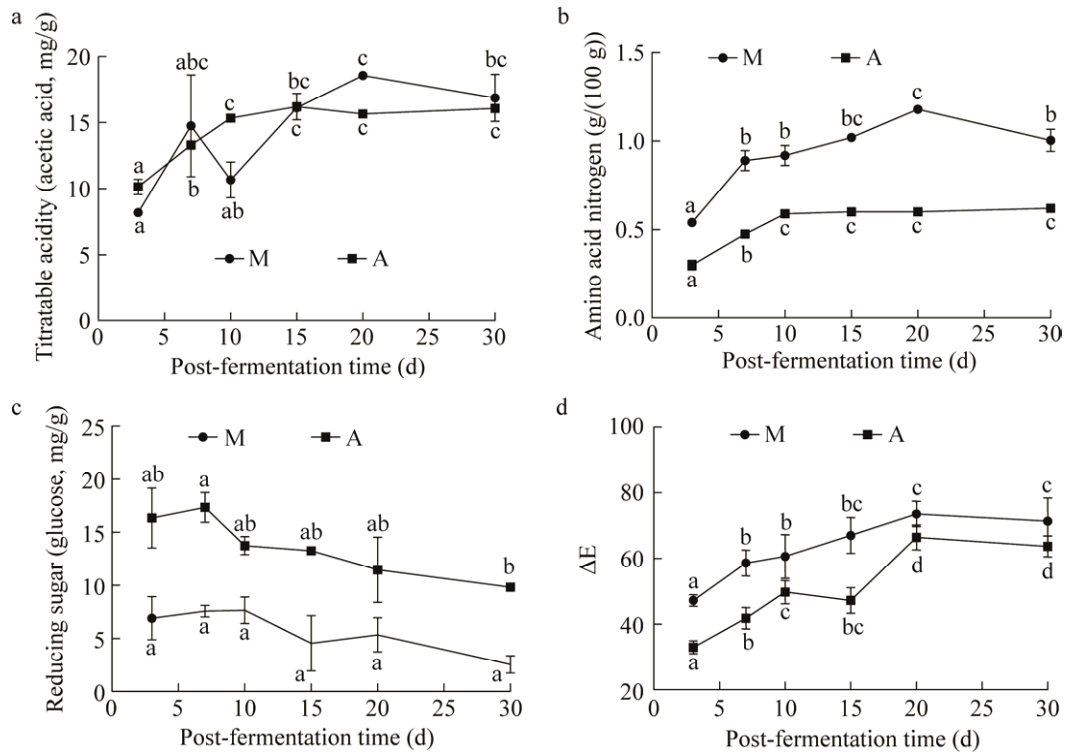 a
Titratable acidity (acetic acid, mg/g)
20
15
10
5
0
abc
c
bc
c
bc
a
a
b
ab
c
c
c
M
A
0
5
10
15
20
25
30
Post-fermentation time (d)
b
Amino acid nitrogen (g/(100 g))
1.5
1.0
0.5
0.0
M
A
a
b
b
bc
c
b
a
b
c
c
c
c
0
5
10
15
20
25
30
Post-fermentation time (d)
c
Reducing sugar (glucose, mg/g)
25
20
15
10
5
0
M
A
ab
a
ab
ab
ab
b
a
a
a
a
a
a
5
10
15
20
25
30
Post-fermentation time (d)
d
ΔE
100
80
60
40
20
M
A
a
b
b
bc
c
c
a
b
c
bc
d
d
0
5
10
15
20
25
30
Post-fermentation time (d)